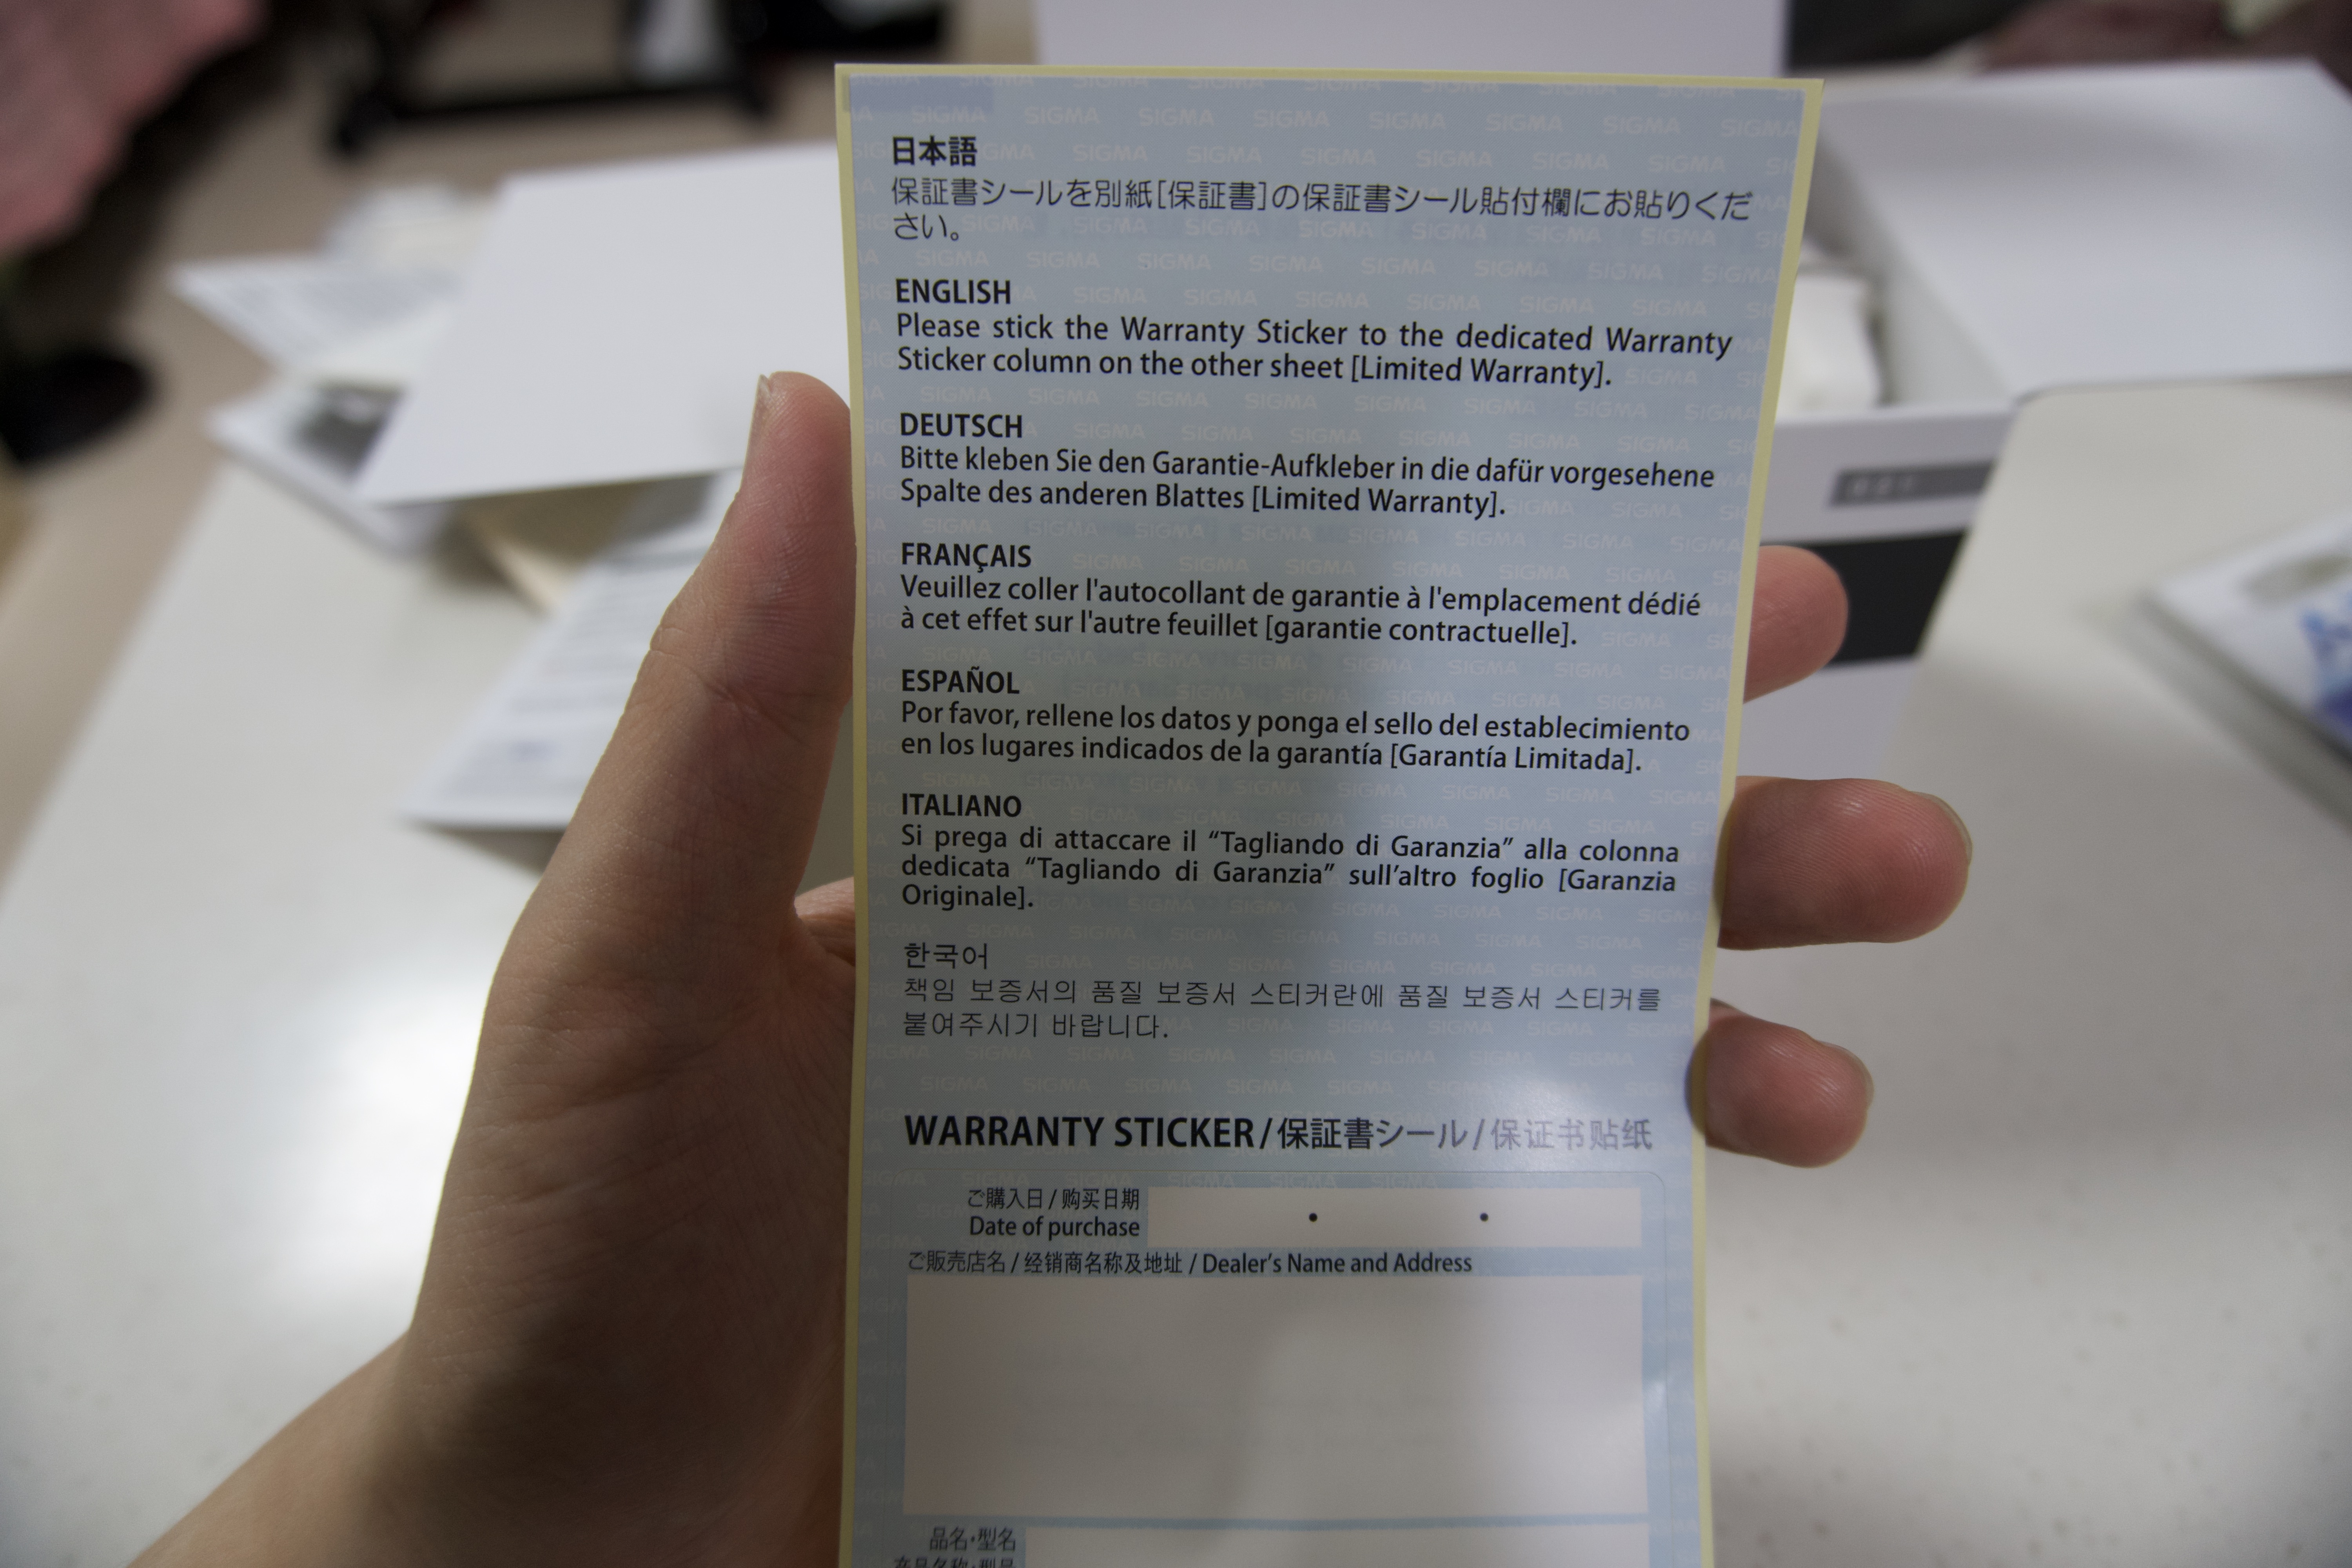 日本語
保証書シールを別紙[保証書]の保証書シール貼付欄にお貼りくだ
さい。
ENGLISH
Please stick the Warranty Sticker to the dedicated Warranty
Sticker column on the other sheet [Limited Warranty].
DEUTSCH
Bitte kleben Sie den Garantie-Aufkleber in die dafür vorgesehene
Spalte des anderen Blattes [Limited Warranty].
FRANÇAIS
Veuillez coller l'autocollant de garantie à l'emplacement dédié
à cet effet sur l'autre feuillet [garantie contractuelle].
ESPAÑOL
Por favor, rellene los datos y ponga el sello del establecimiento
en los lugares indicados de la garantía [Garantía Limitada].
ITALIANO
Si prega di attaccare il “Tagliando di Garanzia” alla colonna
dedicata “Tagliando di Garanzia” sull’altro foglio [Garanzia
Originale].
한국어
책임 보증서의 품질 보증서 스티커란에 품질 보증서 스티커를
붙여주시기 바랍니다.
WARRANTY STICKER/保証書シール/保证书贴纸
ご購入日/购买日期
Date of purchase
ご販売店名/经销商名称及地址/Dealer’s Name and Address
品名·型名
产品名称·型号